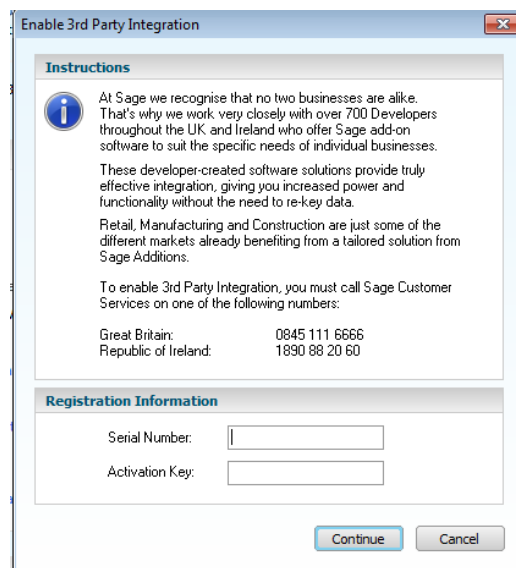 Enable 3rd Party Integration
Instructions
At Sage we recognise that no two businesses are alike.
That's why we work very closely with over 700 Developers
throughout the UK and Ireland who offer Sage add-on
software to suit the specific needs of individual businesses.
These developer-created software solutions provide truly
effective integration, giving you increased power and
functionality without the need to re-key data.
Retail, Manufacturing and Construction are just some of the
different markets already benefiting from a tailored solution from
Sage Additions.
To enable 3rd Party Integration, you must call Sage Customer
Services on one of the following numbers:
Great Britain: 0845 111 6666
Republic of Ireland: 1890 88 20 60
Registration Information
Serial Number:
Activation Key:
Continue Cancel